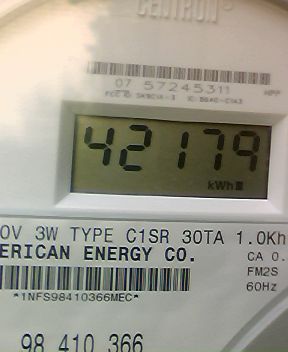 CENTRON
07 57245311
42179
kWh
0V 3W TYPE C1SR 30TA 1.0Kh
ERICAN ENERGY CO. CA 0.
FM2S
*1NFS98410366MEC* 60Hz
98 410 366